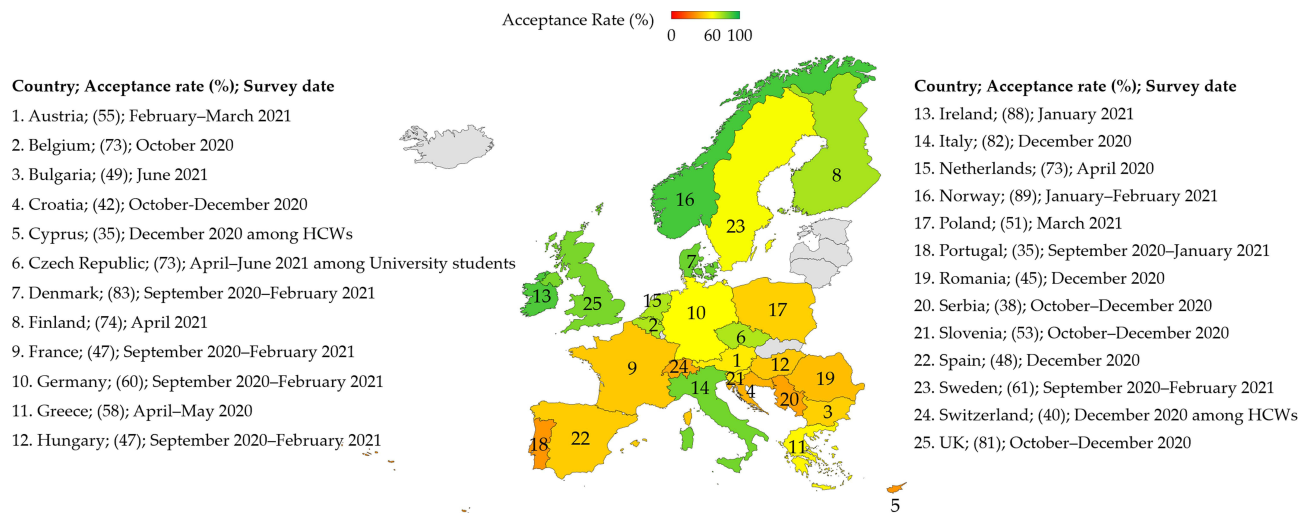 Acceptance Rate (%)
0 60 100
Country; Acceptance rate (%); Survey date
1. Austria; (55); February–March 2021
2. Belgium; (73); October 2020
3. Bulgaria; (49); June 2021
4. Croatia; (42); October-December 2020
5. Cyprus; (35); December 2020 among HCWs
6. Czech Republic; (73); April–June 2021 among University students
7. Denmark; (83); September 2020–February 2021
8. Finland; (74); April 2021
9. France; (47); September 2020–February 2021
10. Germany; (60); September 2020–February 2021
11. Greece; (58); April–May 2020
12. Hungary; (47); September 2020–February 2021
16
8
23
7
13
25
15
10
17
2
6
1
9
24
12
21
14
4
19
20
3
18
22
11
5
Country; Acceptance rate (%); Survey date
13. Ireland; (88); January 2021
14. Italy; (82); December 2020
15. Netherlands; (73); April 2020
16. Norway; (89); January–February 2021
17. Poland; (51); March 2021
18. Portugal; (35); September 2020–January 2021
19. Romania; (45); December 2020
20. Serbia; (38); October–December 2020
21. Slovenia; (53); October–December 2020
22. Spain; (48); December 2020
23. Sweden; (61); September 2020–February 2021
24. Switzerland; (40); December 2020 among HCWs
25. UK; (81); October–December 2020